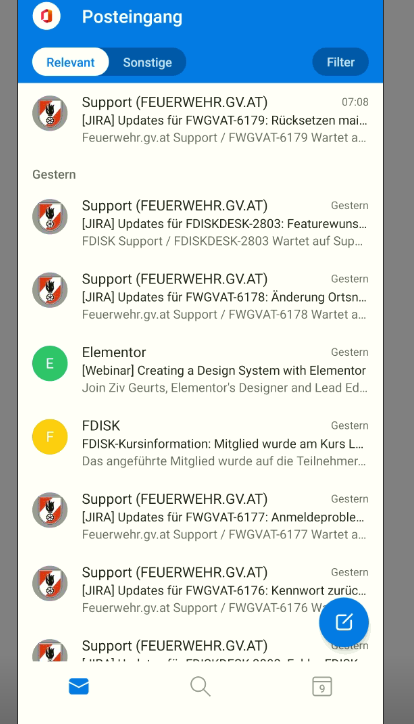 Posteingang
Relevant
Sonstige
Filter
Support (FEUERWEHR.GV.AT)
07:08
[JIRA] Updates für FWGVAT-6179: Rücksetzen mai...
Feuerwehr.gv.at Support / FWGVAT-6179 Wartet a...
Gestern
Support (FEUERWEHR.GV.AT)
Gestern
[JIRA] Updates für FDISKDESK-2803: Featurewuns...
FDISK Support / FDISKDESK-2803 Wartet auf Sup...
Support (FEUERWEHR.GV.AT)
Gestern
[JIRA] Updates für FWGVAT-6178: Änderung Ortsn...
Feuerwehr.gv.at Support / FWGVAT-6178 Wartet a...
E
Elementor
Gestern
[Webinar] Creating a Design System with Elementor
Join Ziv Geurts, Elementor's Designer and Lead Ed...
F
FDISK
Gestern
FDISK-Kursinformation: Mitglied wurde am Kurs L...
Das angeführte Mitglied wurde auf die Teilnehmer...
Support (FEUERWEHR.GV.AT)
Gestern
[JIRA] Updates für FWGVAT-6177: Anmeldeproble...
Feuerwehr.gv.at Support / FWGVAT-6177 Wartet a...
Support (FEUERWEHR.GV.AT)
Gestern
[JIRA] Updates für FWGVAT-6176: Kennwort zurüc...
Feuerwehr.gv.at Support / FWGVAT-6176
Support (FEUERWEHR.GV.AT)
Gestern
9